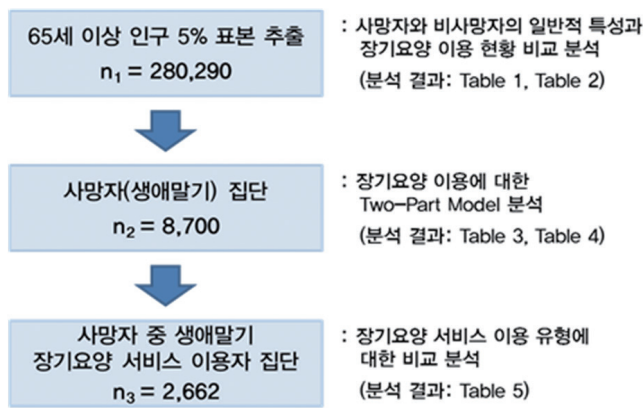 65세 이상 인구 5% 표본 추출
n₁ = 280,290
: 사망자와 비사망자의 일반적 특성과
장기요양 이용 현황 비교 분석
(분석 결과: Table 1, Table 2)
사망자(생애말기) 집단
n₂ = 8,700
: 장기요양 이용에 대한
Two-Part Model 분석
(분석 결과: Table 3, Table 4)
사망자 중 생애말기
장기요양 서비스 이용자 집단
n₃ = 2,662
: 장기요양 서비스 이용 유형에
대한 비교 분석
(분석 결과: Table 5)